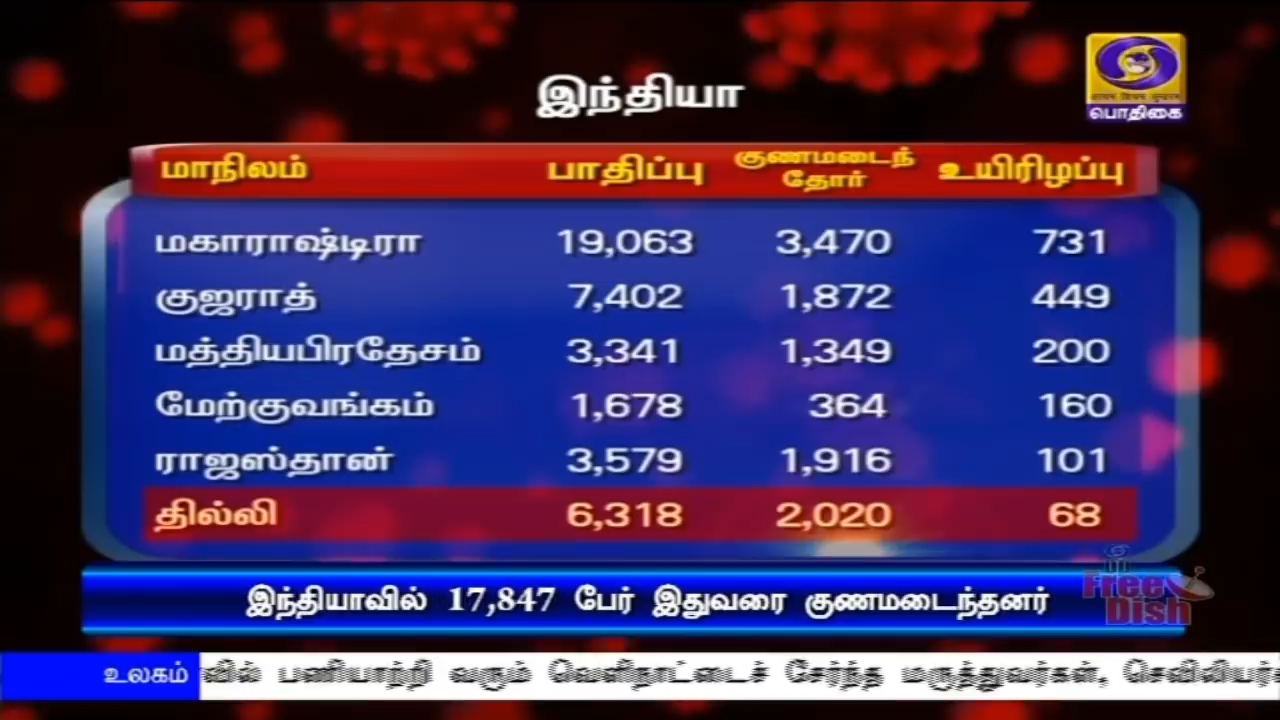 இந்தியா
பொதிகை
மாநிலம் பாதிப்பு குணமடைந் தோர் உயிரிழப்பு
மகாராஷ்டிரா 19,063 3,470 731
குஜராத் 7,402 1,872 449
மத்தியபிரதேசம் 3,341 1,349 200
மேற்குவங்கம் 1,678 364 160
ராஜஸ்தான் 3,579 1,916 101
தில்லி 6,318 2,020 68
இந்தியாவில் 17,847 பேர் இதுவரை குணமடைந்தனர்
Free Dish
உலகம் வில் பணியாற்றி வரும் வெளிநாட்டைச் சேர்ந்த மருத்துவர்கள், செவிலியர்